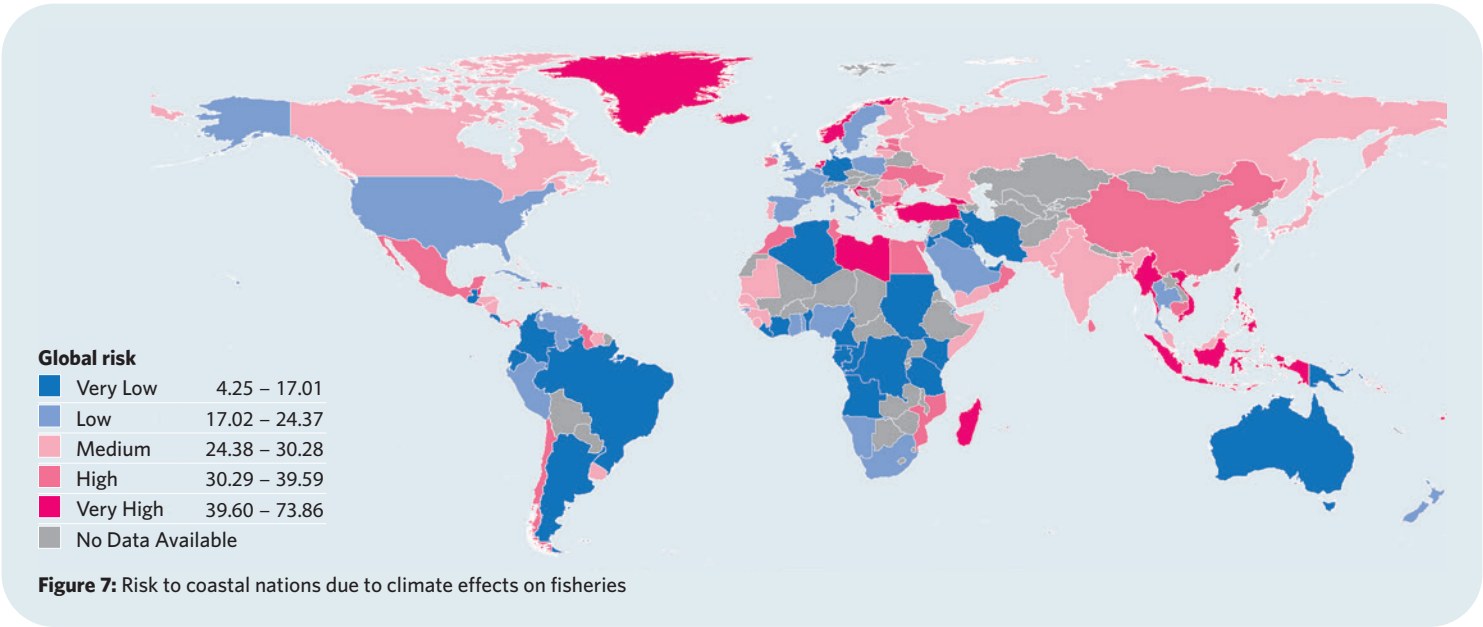 Global risk
Very Low 4.25 – 17.01
Low 17.02 – 24.37
Medium 24.38 – 30.28
High 30.29 – 39.59
Very High 39.60 – 73.86
No Data Available
Figure 7: Risk to coastal nations due to climate effects on fisheries